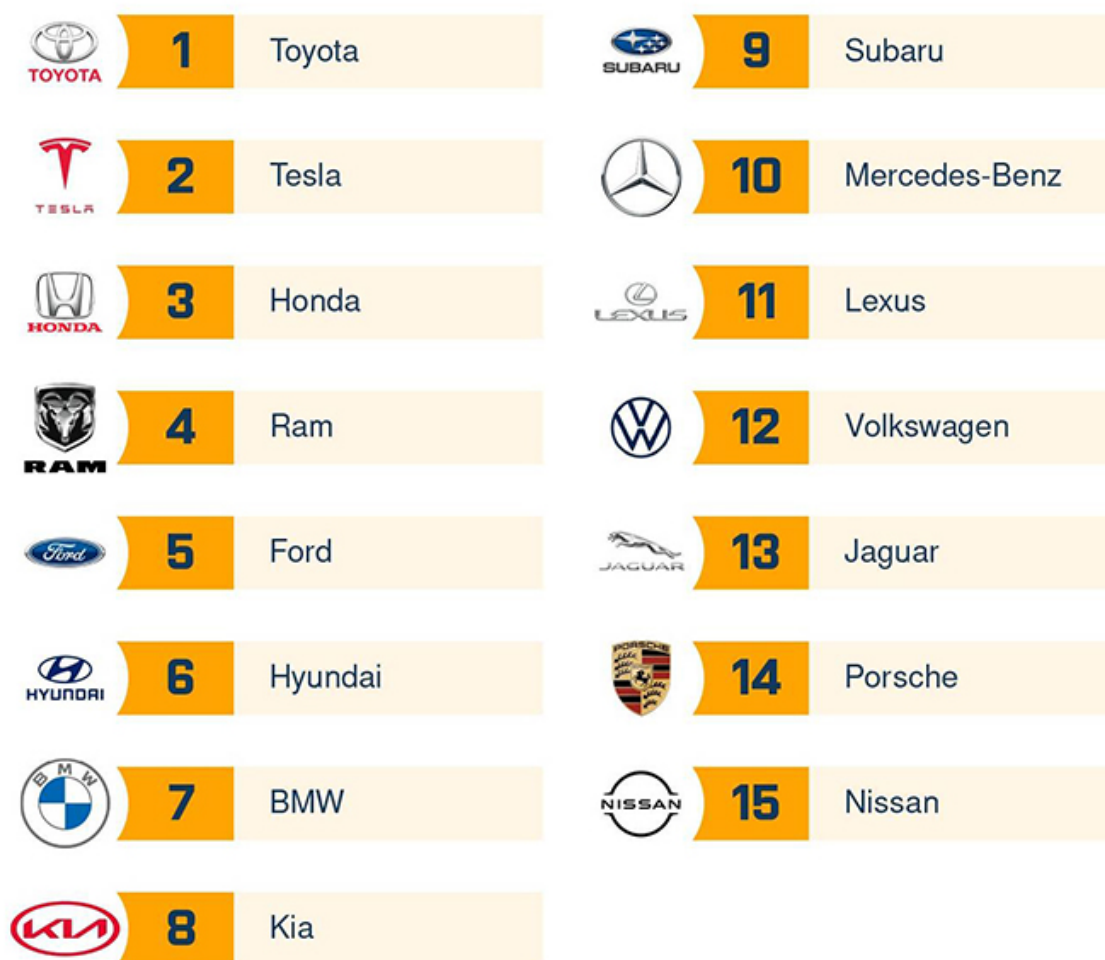 TOYOTA
1
Toyota
TESLA
2
Tesla
HONDA
3
Honda
RAM
4
Ram
Ford
5
Ford
HYUNDAI
6
Hyundai
BMW
7
BMW
KIA
8
Kia
SUBARU
9
Subaru
10
Mercedes-Benz
LEXUS
11
Lexus
12
Volkswagen
JAGUAR
13
Jaguar
PORSCHE
14
Porsche
NISSAN
15
Nissan